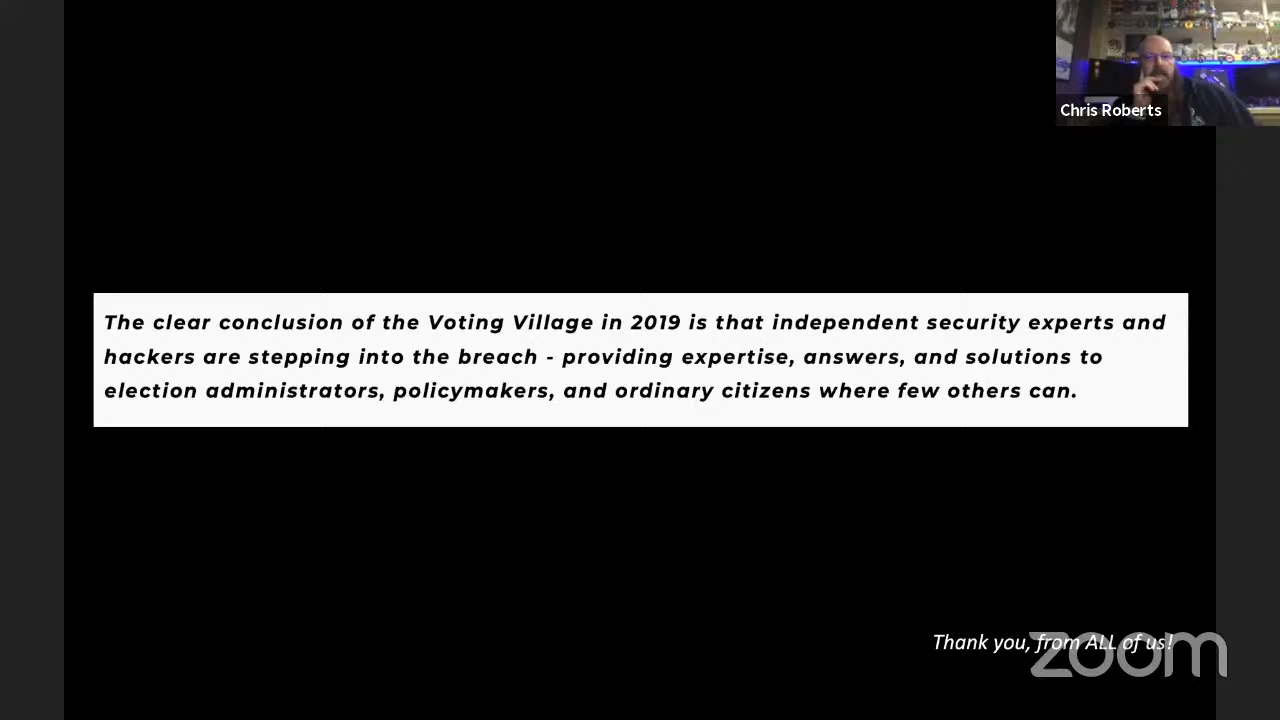 Chris Roberts
The clear conclusion of the Voting Village in 2019 is that independent security experts and
hackers are stepping into the breach - providing expertise, answers, and solutions to
election administrators, policymakers, and ordinary citizens where few others can.
Thank you, from ALL of us!
zoom